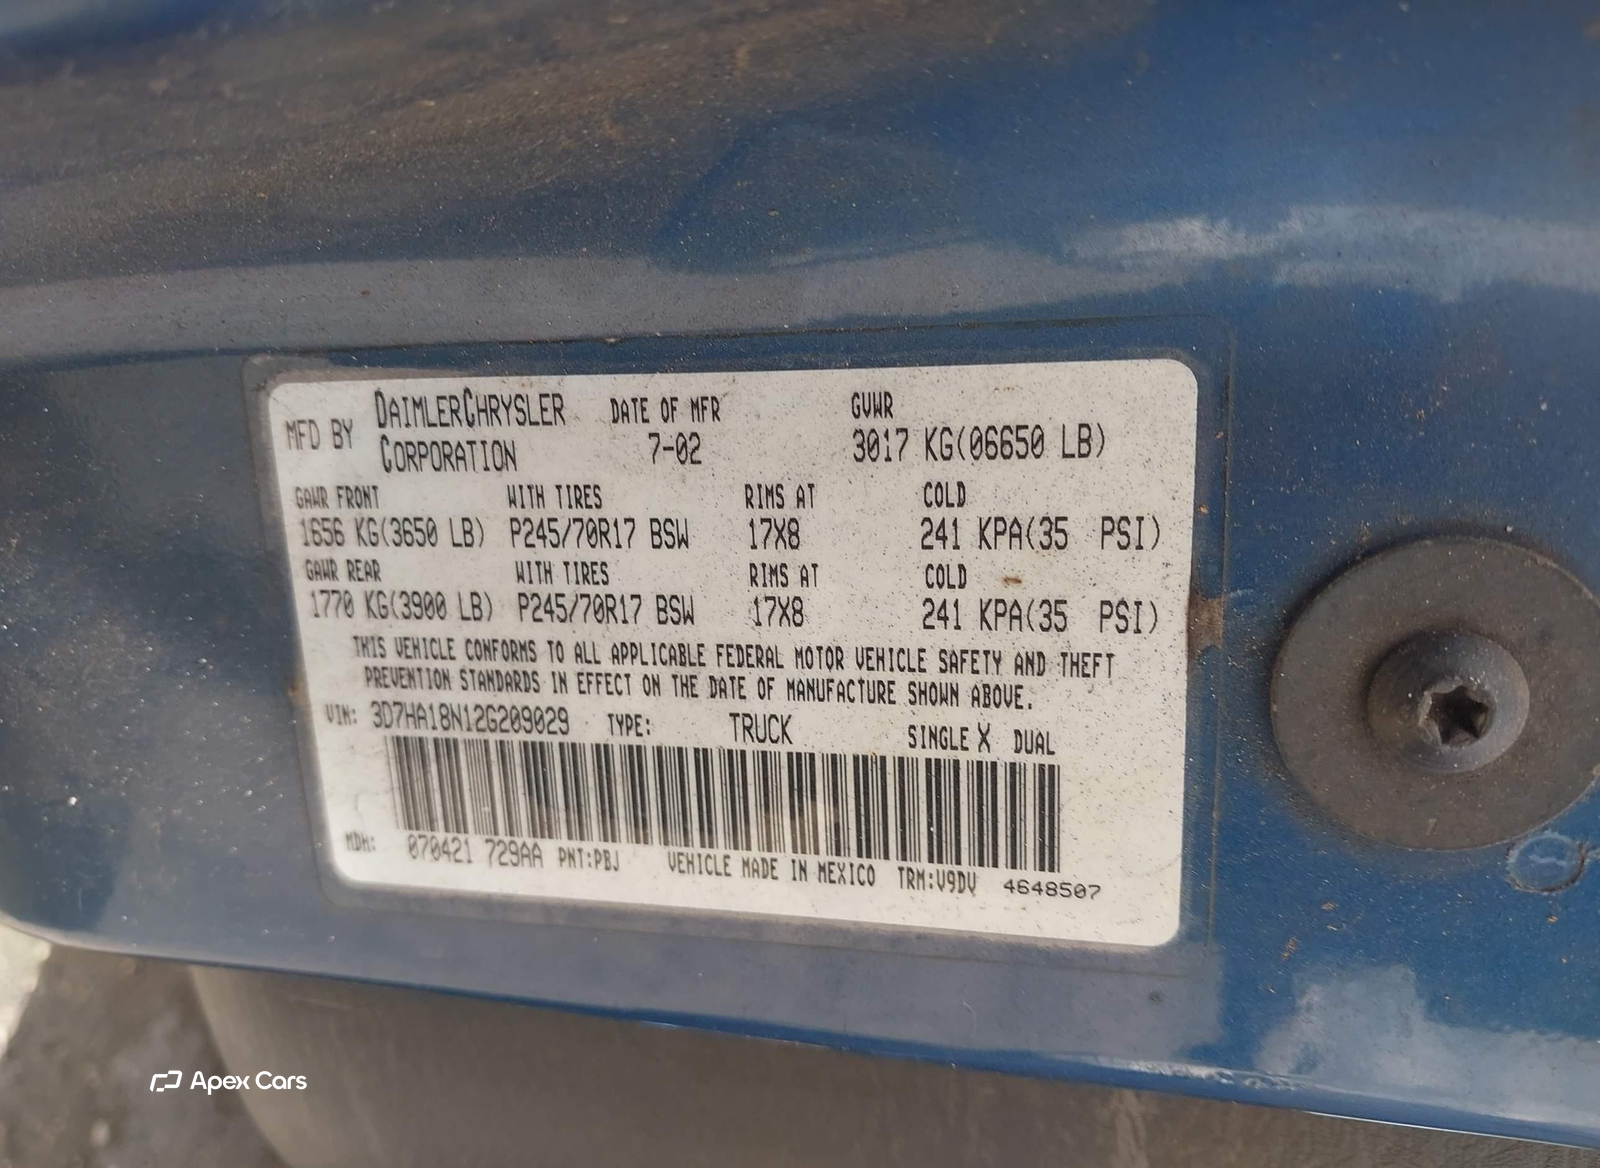 MFD BY DAIMLERCHRYSLER CORPORATION DATE OF MFR 7-02 GVWR 3017 KG(06650 LB)
GAWR FRONT WITH TIRES RIMS AT COLD
1656 KG(3650 LB) P245/70R17 BSW 17X8 241 KPA(35 PSI)
GAWR REAR WITH TIRES RIMS AT COLD
1770 KG(3900 LB) P245/70R17 BSW 17X8 241 KPA(35 PSI)
THIS VEHICLE CONFORMS TO ALL APPLICABLE FEDERAL MOTOR VEHICLE SAFETY AND THEFT
PREVENTION STANDARDS IN EFFECT ON THE DATE OF MANUFACTURE SHOWN ABOVE.
VIN: 3D7HA18N12G209029 TYPE: TRUCK SINGLE X DUAL
MDH: 070421 729AA PNT:PBJ VEHICLE MADE IN MEXICO TRM:V9DV 4648507
Apex Cars